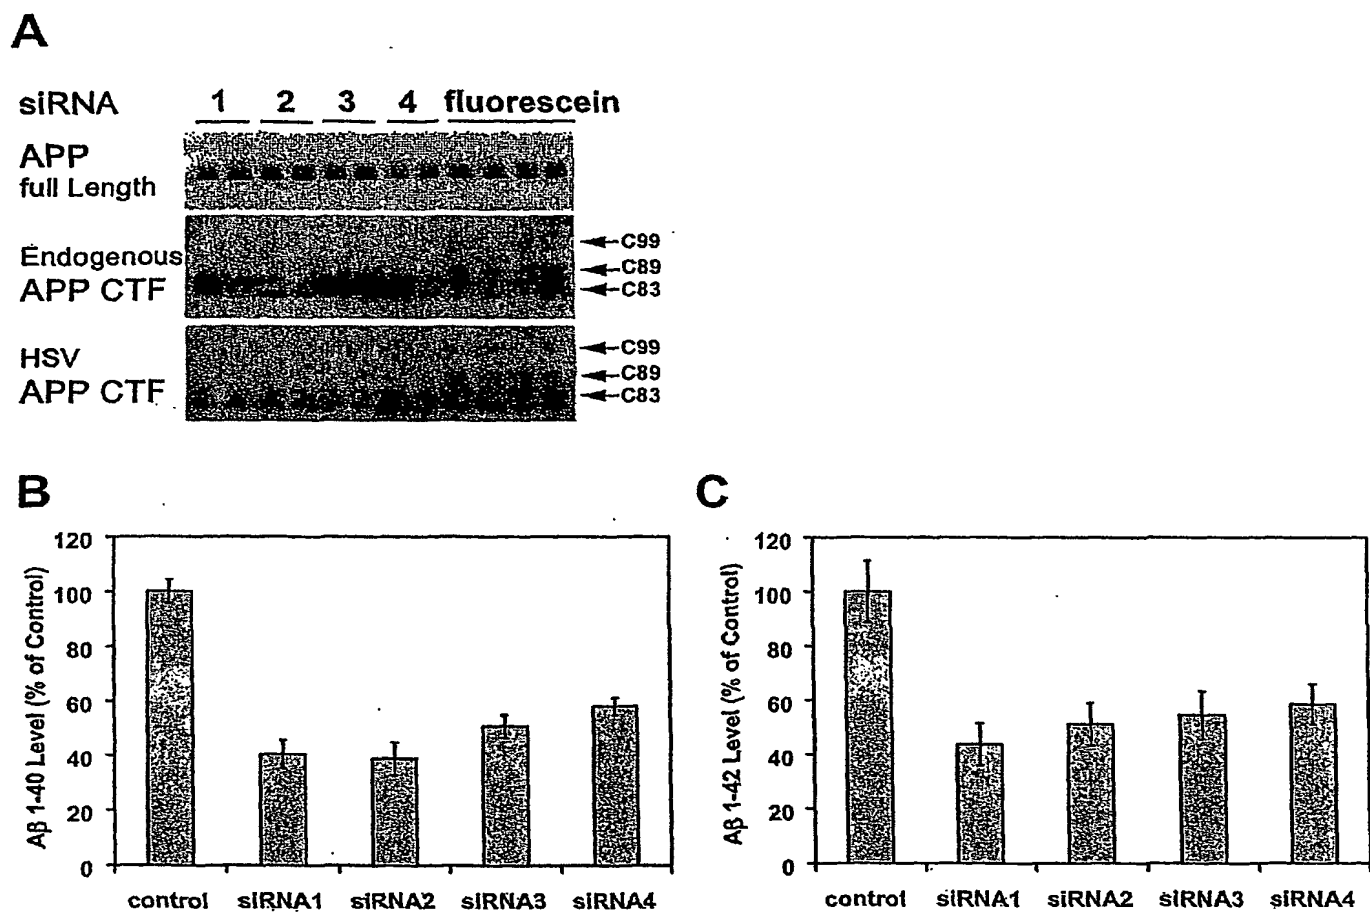 A
siRNA 1 2 3 4 fluorescein
APP
full Length
Endogenous
APP CTF
C99
C89
C83
HSV
APP CTF
C99
C89
C83
B
Aβ 1-40 Level (% of Control)
120
100
80
60
40
20
0
control siRNA1 siRNA2 siRNA3 siRNA4
C
Aβ 1-42 Level (% of Control)
120
100
80
60
40
20
0
control siRNA1 siRNA2 siRNA3 siRNA4